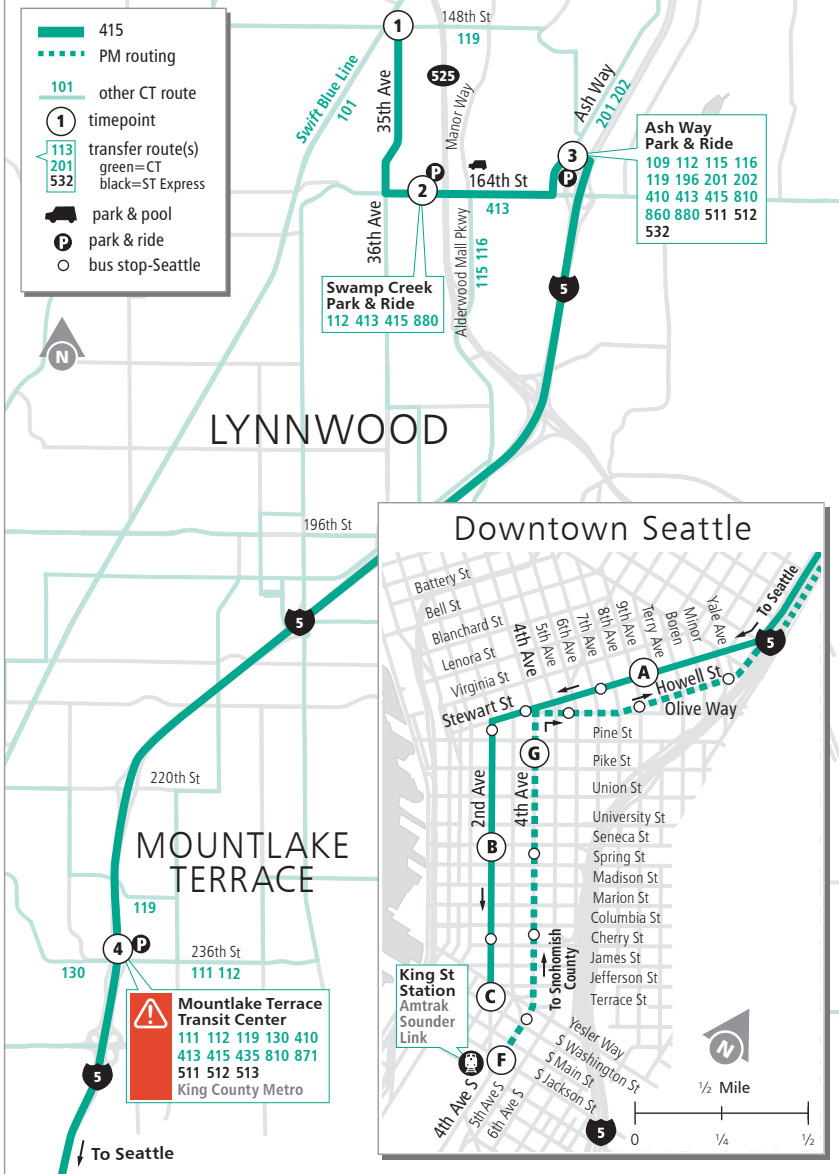 415
PM routing
101
other CT route
1
timepoint
113
201
532
transfer route(s)
green=CT
black=ST Express
park & pool
P
park & ride
bus stop-Seattle
N
1
148th St
119
Swift Blue Line
101
35th Ave
525
Manor Way
Ash Way
201 202
3
P
Ash Way
Park & Ride
109 112 115 116
119 196 201 202
410 413 415 810
860 880 511 512
532
P
2
164th St
413
36th Ave
Alderwood Mall Pkwy
115 116
Swamp Creek
Park & Ride
112 413 415 880
5
LYNNWOOD
196th St
5
220th St
MOUNTLAKE
TERRACE
119
4
P
236th St
130
111 112
Mountlake Terrace
Transit Center
111 112 119 130 410
413 415 435 810 871
511 512 513
King County Metro
5
To Seattle
Downtown Seattle
Battery St
Bell St
Blanchard St
Lenora St
Virginia St
Stewart St
4th Ave
5th Ave
6th Ave
7th Ave
8th Ave
9th Ave
Terry Ave
Boren
Minor
Yale Ave
To Seattle
5
A
Howell St
Olive Way
G
2nd Ave
4th Ave
B
Pine St
Pike St
Union St
University St
Seneca St
Spring St
Madison St
Marion St
Columbia St
Cherry St
James St
Jefferson St
Terrace St
To Snohomish
County
C
King St
Station
Amtrak
Sounder
Link
F
Yesler Way
S Washington St
S Main St
S Jackson St
4th Ave S
5th Ave S
6th Ave S
5
N
½ Mile
0
¼
½